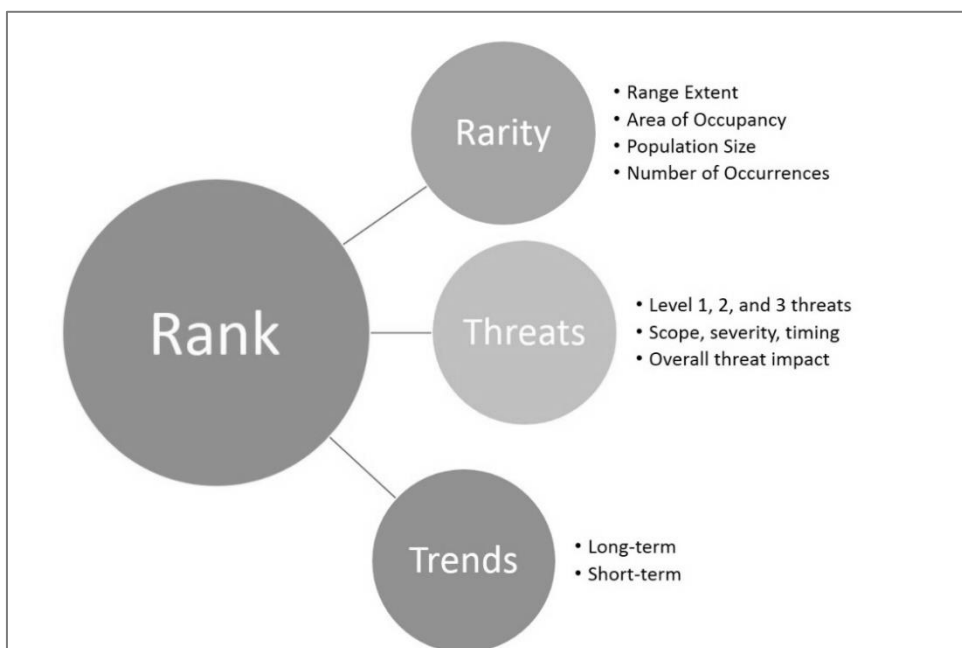 Rank
Rarity
• Range Extent
• Area of Occupancy
• Population Size
• Number of Occurrences
Threats
• Level 1, 2, and 3 threats
• Scope, severity, timing
• Overall threat impact
Trends
• Long-term
• Short-term